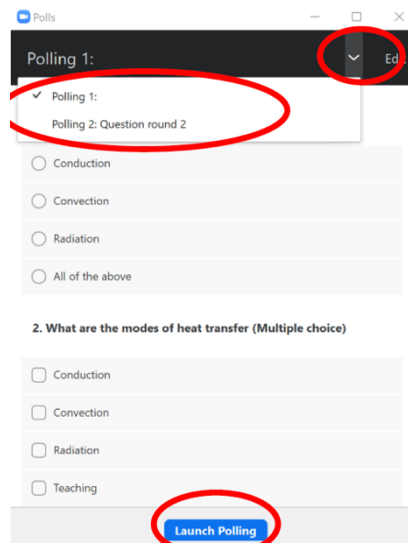 Polls
Polling 1:
Polling 1:
Polling 2: Question round 2
Conduction
Convection
Radiation
All of the above
2. What are the modes of heat transfer (Multiple choice)
Conduction
Convection
Radiation
Teaching
Launch Polling